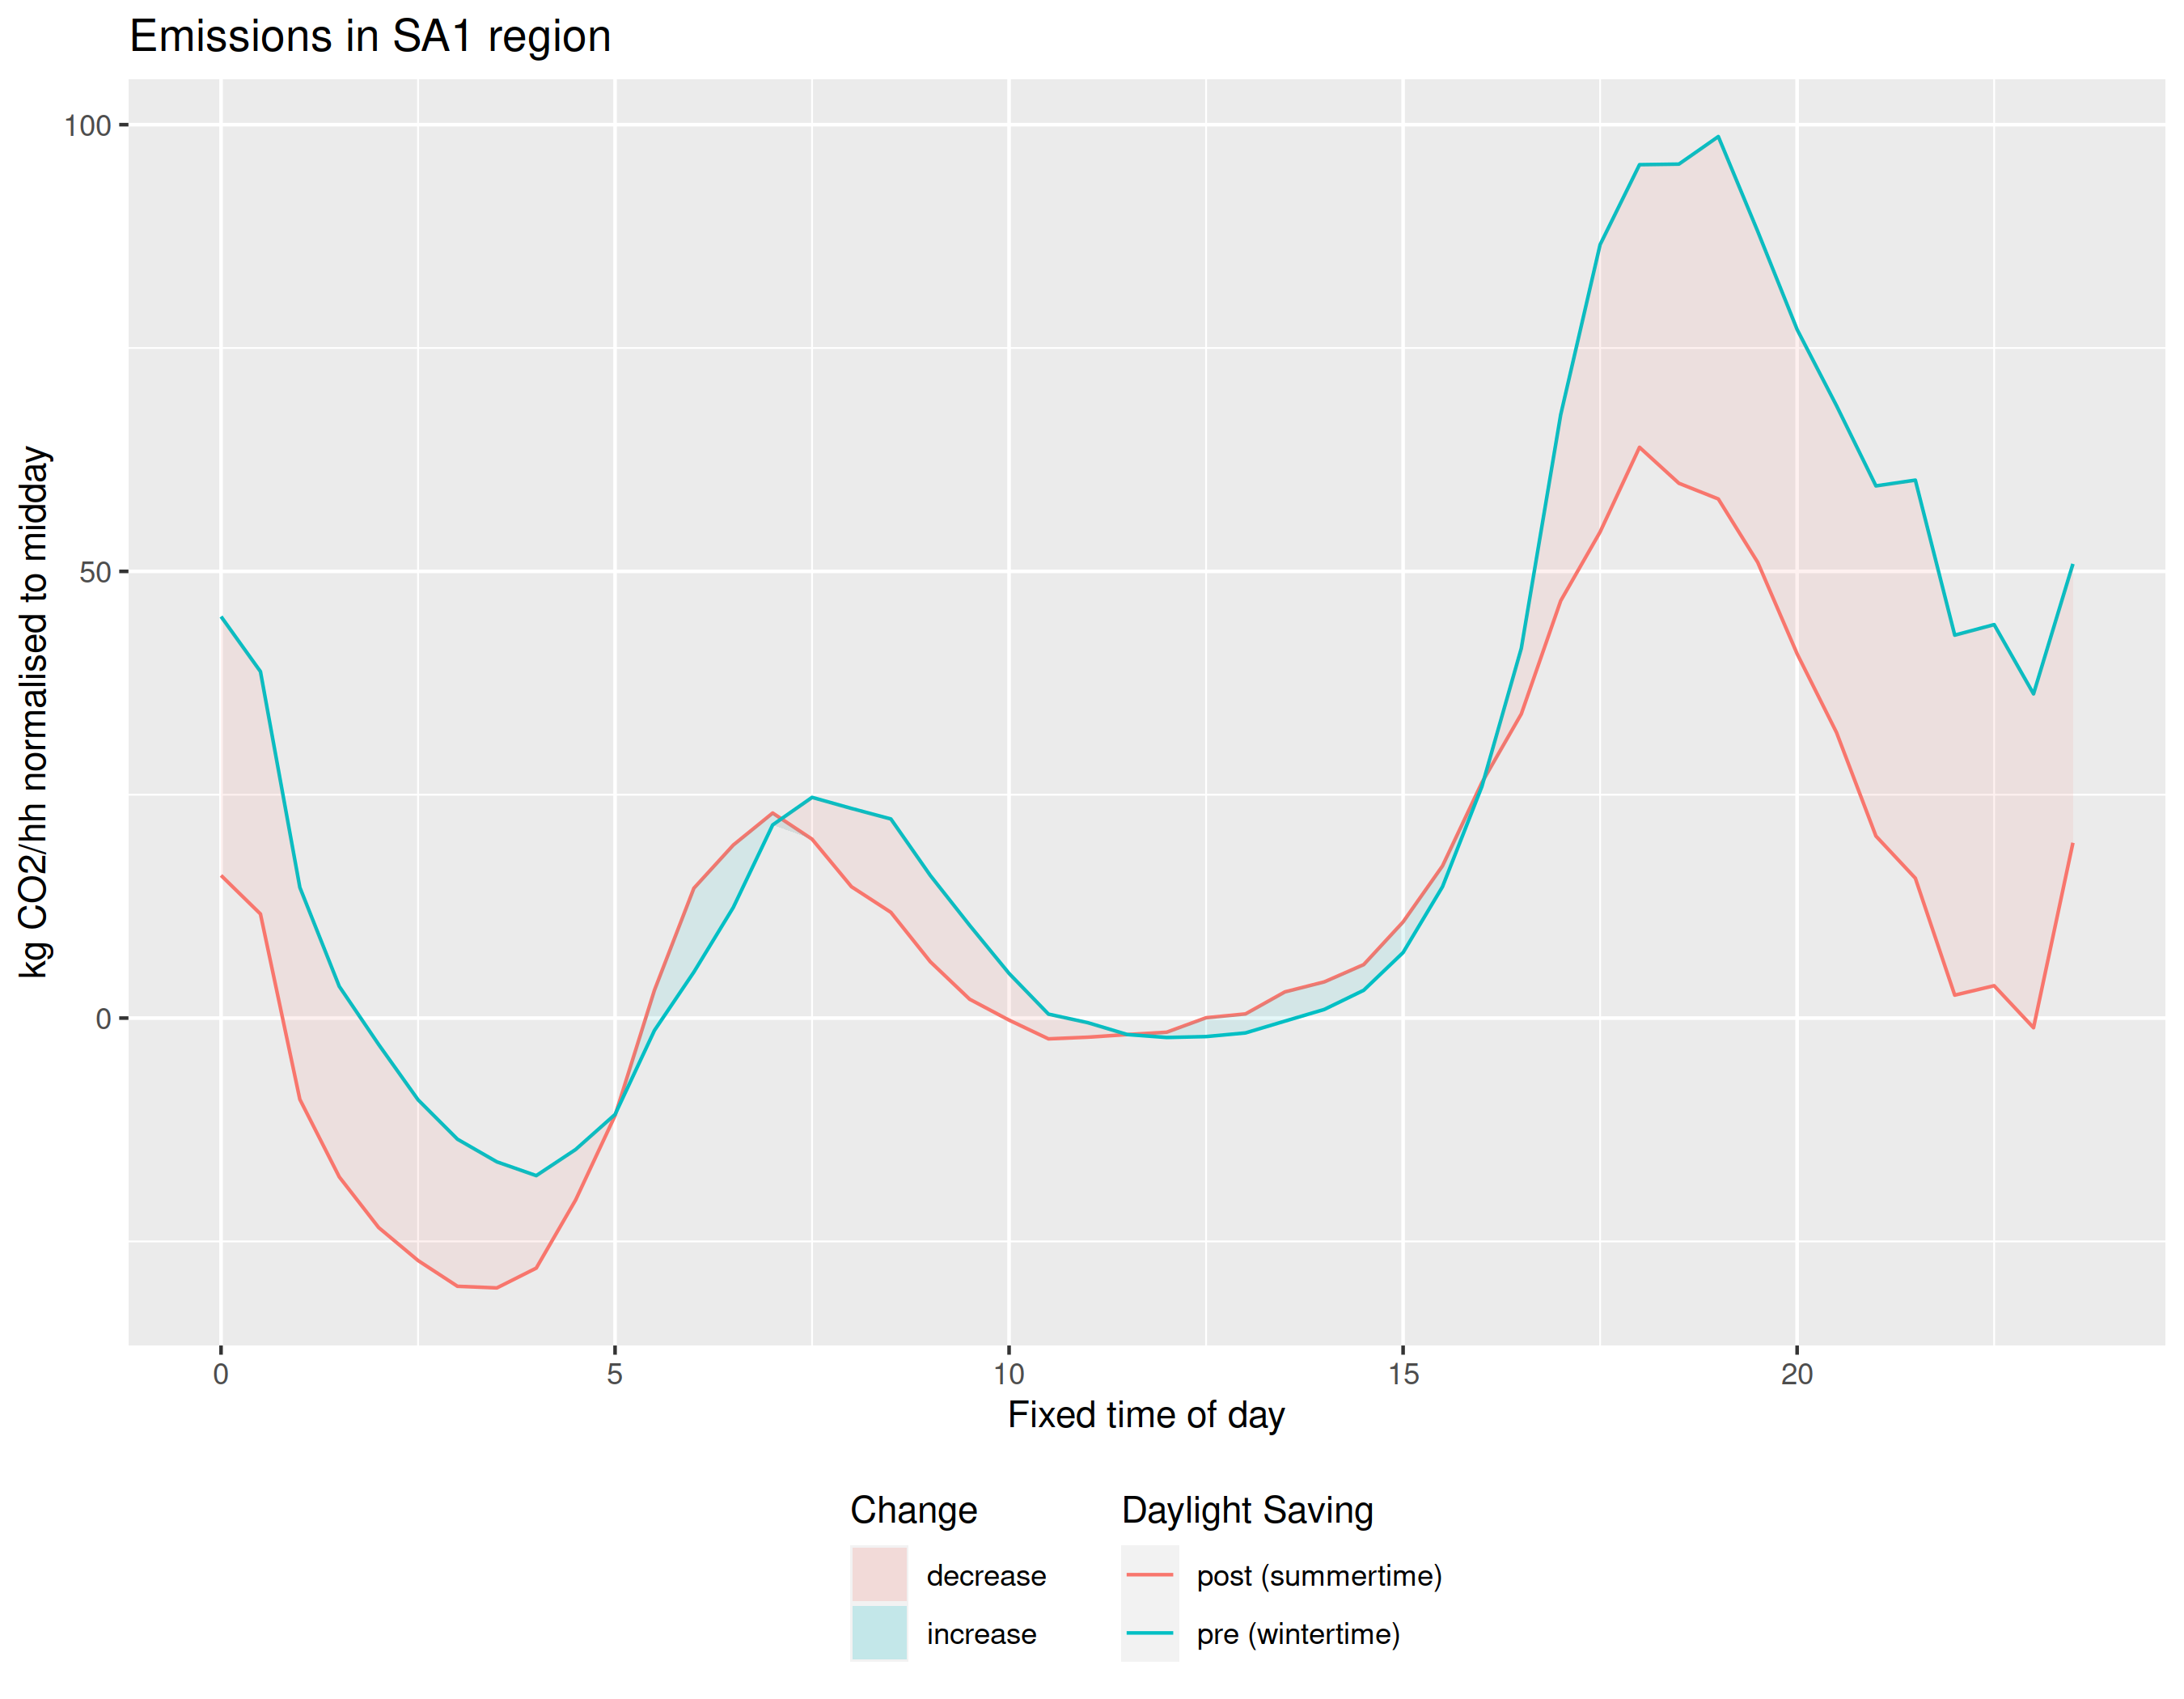 Emissions in SA1 region
100
50
0
kg CO2/hh normalised to midday
0 5 10 15 20
Fixed time of day
Change
decrease
increase
Daylight Saving
post (summertime)
pre (wintertime)